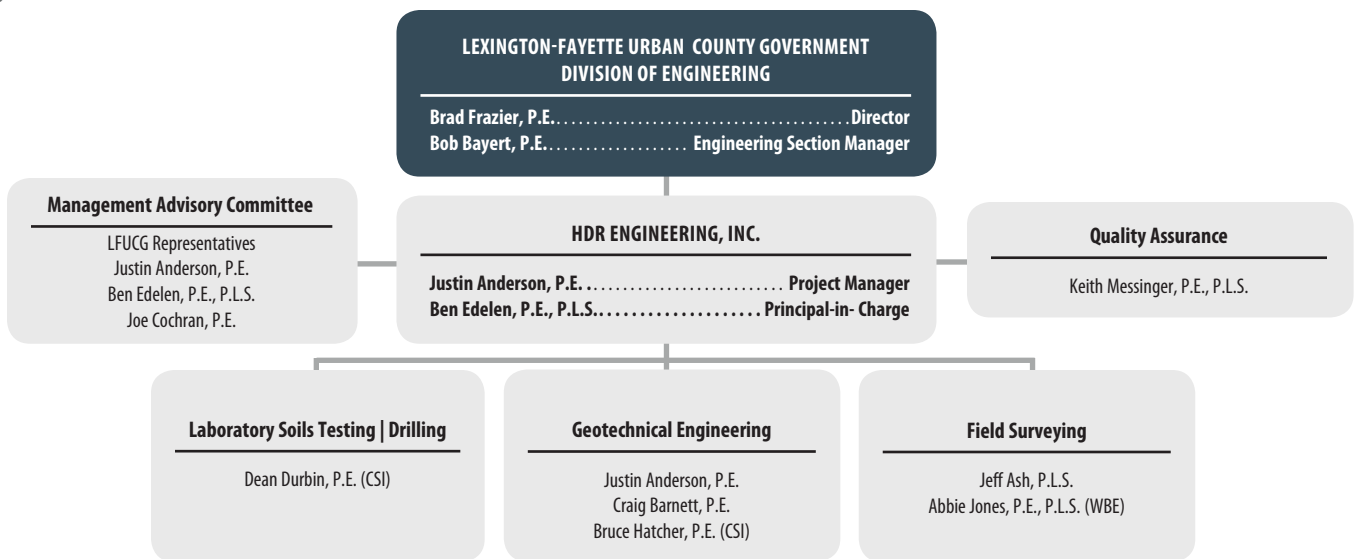 LEXINGTON-FAYETTE URBAN COUNTY GOVERNMENT
DIVISION OF ENGINEERING
Brad Frazier, P.E.........................................Director
Bob Bayert, P.E................... Engineering Section Manager
Management Advisory Committee
LFUCG Representatives
Justin Anderson, P.E.
Ben Edelen, P.E., P.L.S.
Joe Cochran, P.E.
HDR ENGINEERING, INC.
Justin Anderson, P.E. ........................... Project Manager
Ben Edelen, P.E., P.L.S...................... Principal-in- Charge
Quality Assurance
Keith Messinger, P.E., P.L.S.
Laboratory Soils Testing | Drilling
Dean Durbin, P.E. (CSI)
Geotechnical Engineering
Justin Anderson, P.E.
Craig Barnett, P.E.
Bruce Hatcher, P.E. (CSI)
Field Surveying
Jeff Ash, P.L.S.
Abbie Jones, P.E., P.L.S. (WBE)